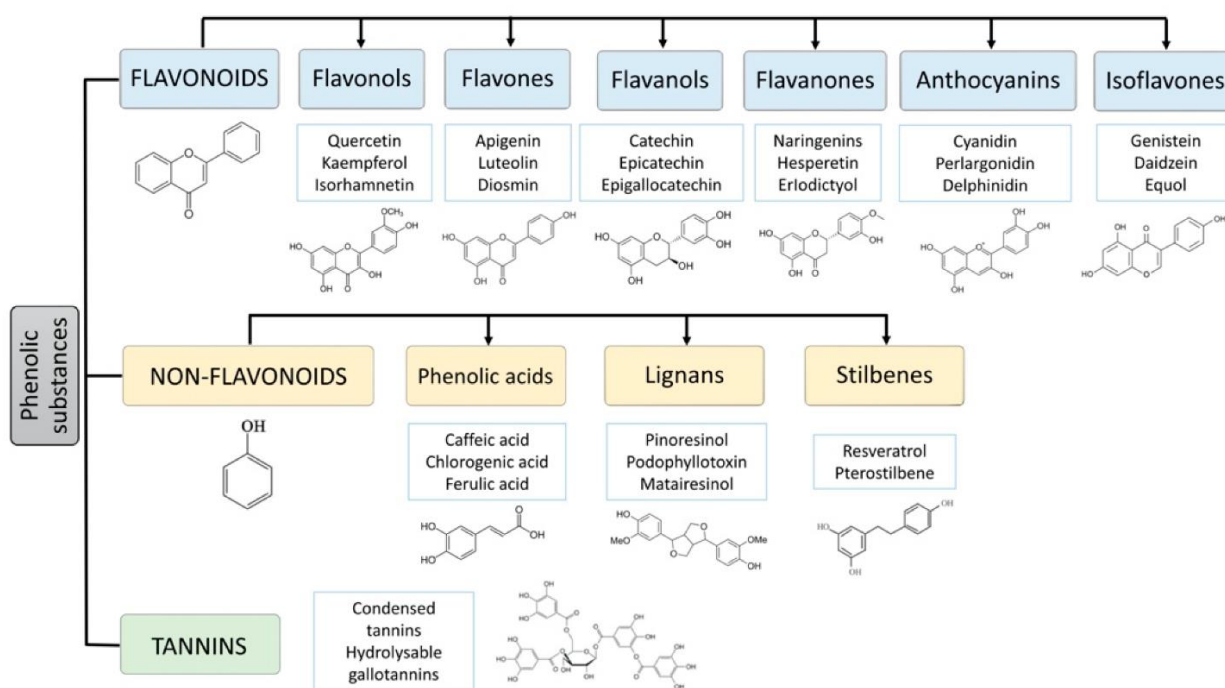 FLAVONOIDS
Flavonols
Flavones
Flavanols
Flavanones
Anthocyanins
Isoflavones
Quercetin
Kaempferol
Isorhamnetin
Apigenin
Luteolin
Diosmin
Catechin
Epicatechin
Epigallocatechin
Naringenins
Hesperetin
Erlodictyol
Cyanidin
Perlargonidin
Delphinidin
Genistein
Daidzein
Equol
Phenolic
substances
NON-FLAVONOIDS
Phenolic acids
Lignans
Stilbenes
OH
Caffeic acid
Chlorogenic acid
Ferulic acid
Pinoresinol
Podophyllotoxin
Matairesinol
Resveratrol
Pterostilbene
TANNINS
Condensed
tannins
Hydrolysable
gallotannins